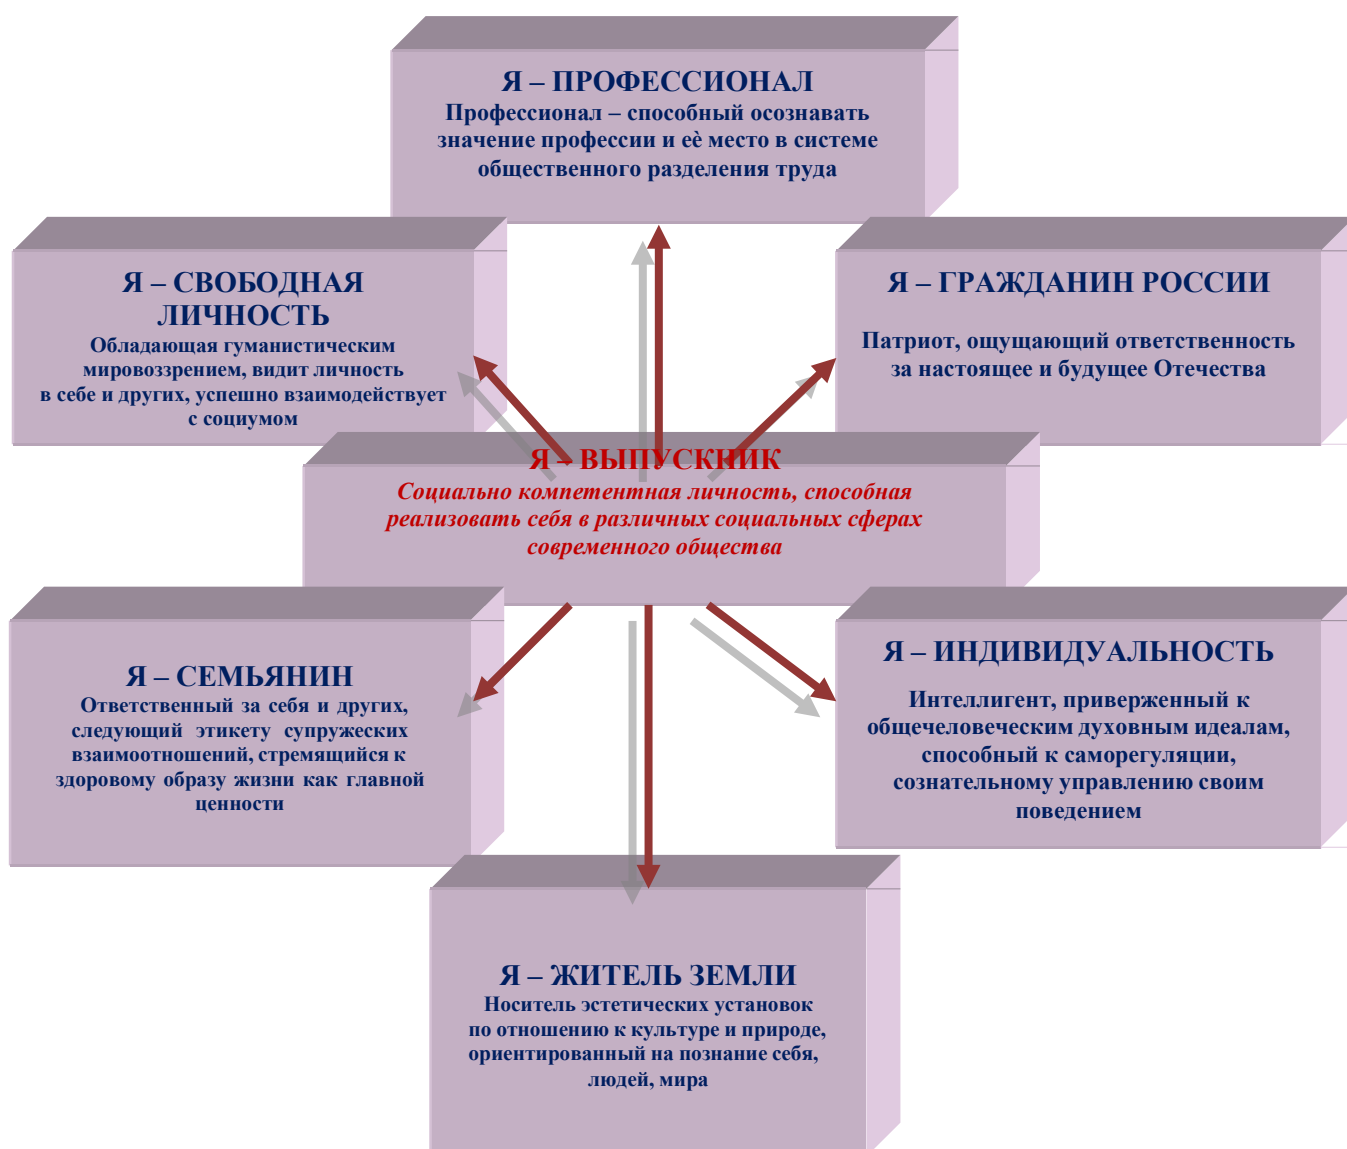 Я – ПРОФЕССИОНАЛ
Профессионал – способный осознавать
значение профессии и еѐ место в системе
общественного разделения труда
Я – СВОБОДНАЯ
ЛИЧНОСТЬ
Обладающая гуманистическим
мировоззрением, видит личность
в себе и других, успешно взаимодействует
с социумом
Я – ГРАЖДАНИН РОССИИ
Патриот, ощущающий ответственность
за настоящее и будущее Отечества
Я – ВЫПУСКНИК
Социально компетентная личность, способная
реализовать себя в различных социальных сферах
современного общества
Я – СЕМЬЯНИН
Ответственный за себя и других,
следующий этикету супружеских
взаимоотношений, стремящийся к
здоровому образу жизни как главной
ценности
Я – ИНДИВИДУАЛЬНОСТЬ
Интеллигент, приверженный к
общечеловеческим духовным идеалам,
способный к саморегуляции,
сознательному управлению своим
поведением
Я – ЖИТЕЛЬ ЗЕМЛИ
Носитель эстетических установок
по отношению к культуре и природе,
ориентированный на познание себя,
людей, мира